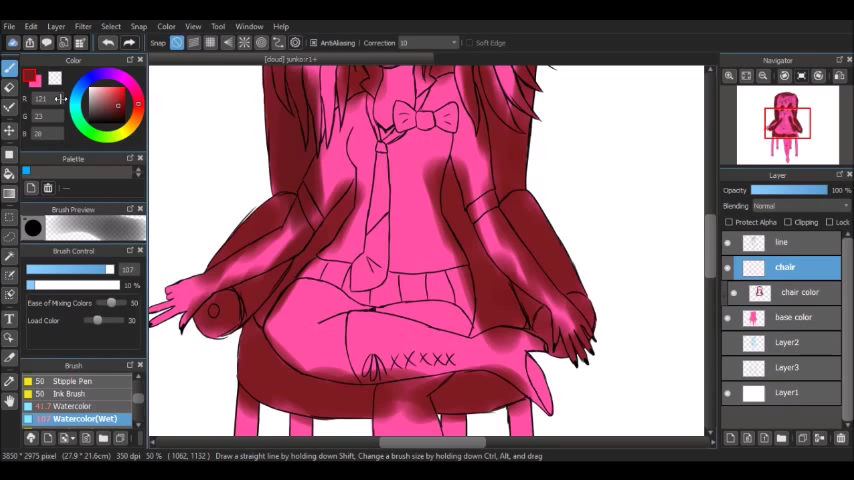 File Edit Layer Filter Select Snap Color View Tool Window Help
Snap AntiAliasing Correction 10 Soft Edge
Color
R 121
G 23
B 28
Palette
Brush Preview
Brush Control
107
10 %
Ease of Mixing Colors 50
Load Color 30
Brush
50 Stipple Pen
50 Ink Brush
41.7 Watercolor
107 Watercolor(Wet)
Navigator
Layer
Opacity 100 %
Blending Normal
Protect Alpha Clipping Lock
line
chair
chair color
base color
Layer2
Layer3
Layer1
3850 * 2975 pixel (27.9 * 21.6cm) 350 dpi 50 % ( 1062, 1132 ) Draw a straight line by holding down Shift, Change a brush size by holding down Ctrl, Alt, and drag